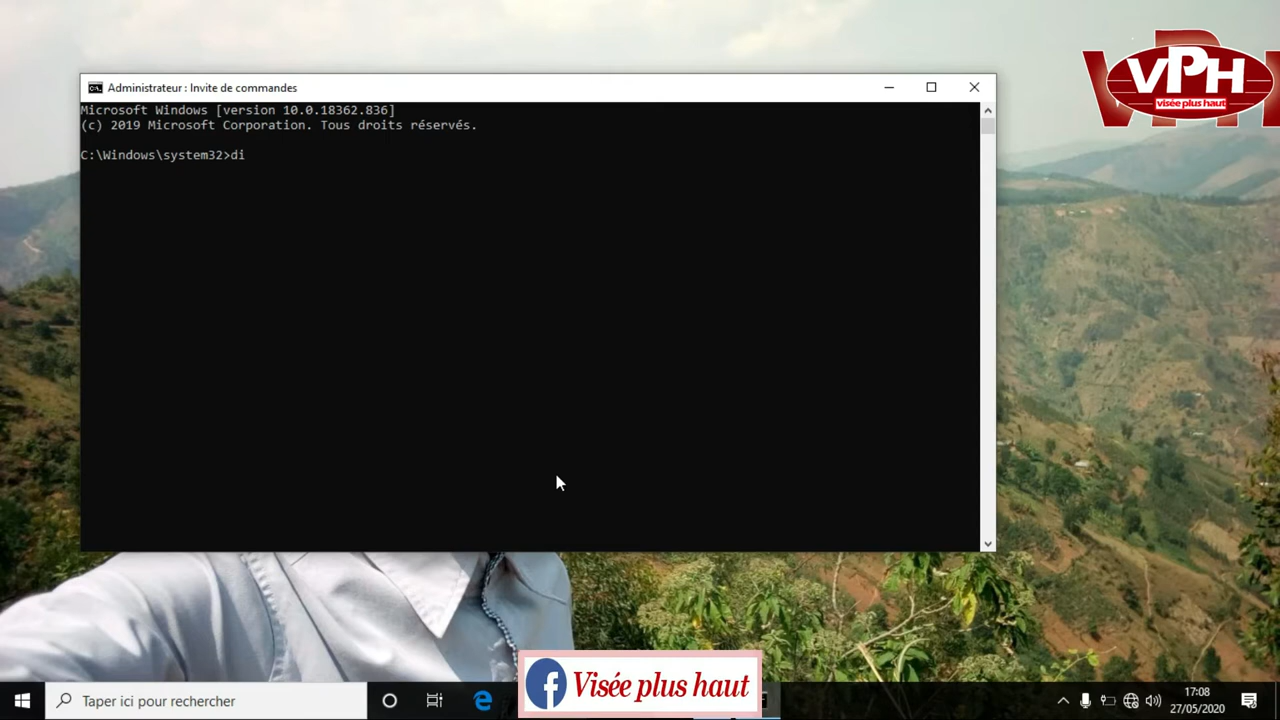 VPH
visée plus haut
Administrateur : Invite de commandes
Microsoft Windows [version 10.0.18362.836]
(c) 2019 Microsoft Corporation. Tous droits réservés.
C:\Windows\system32>di
Visée plus haut
Taper ici pour rechercher
17:08
27/05/2020